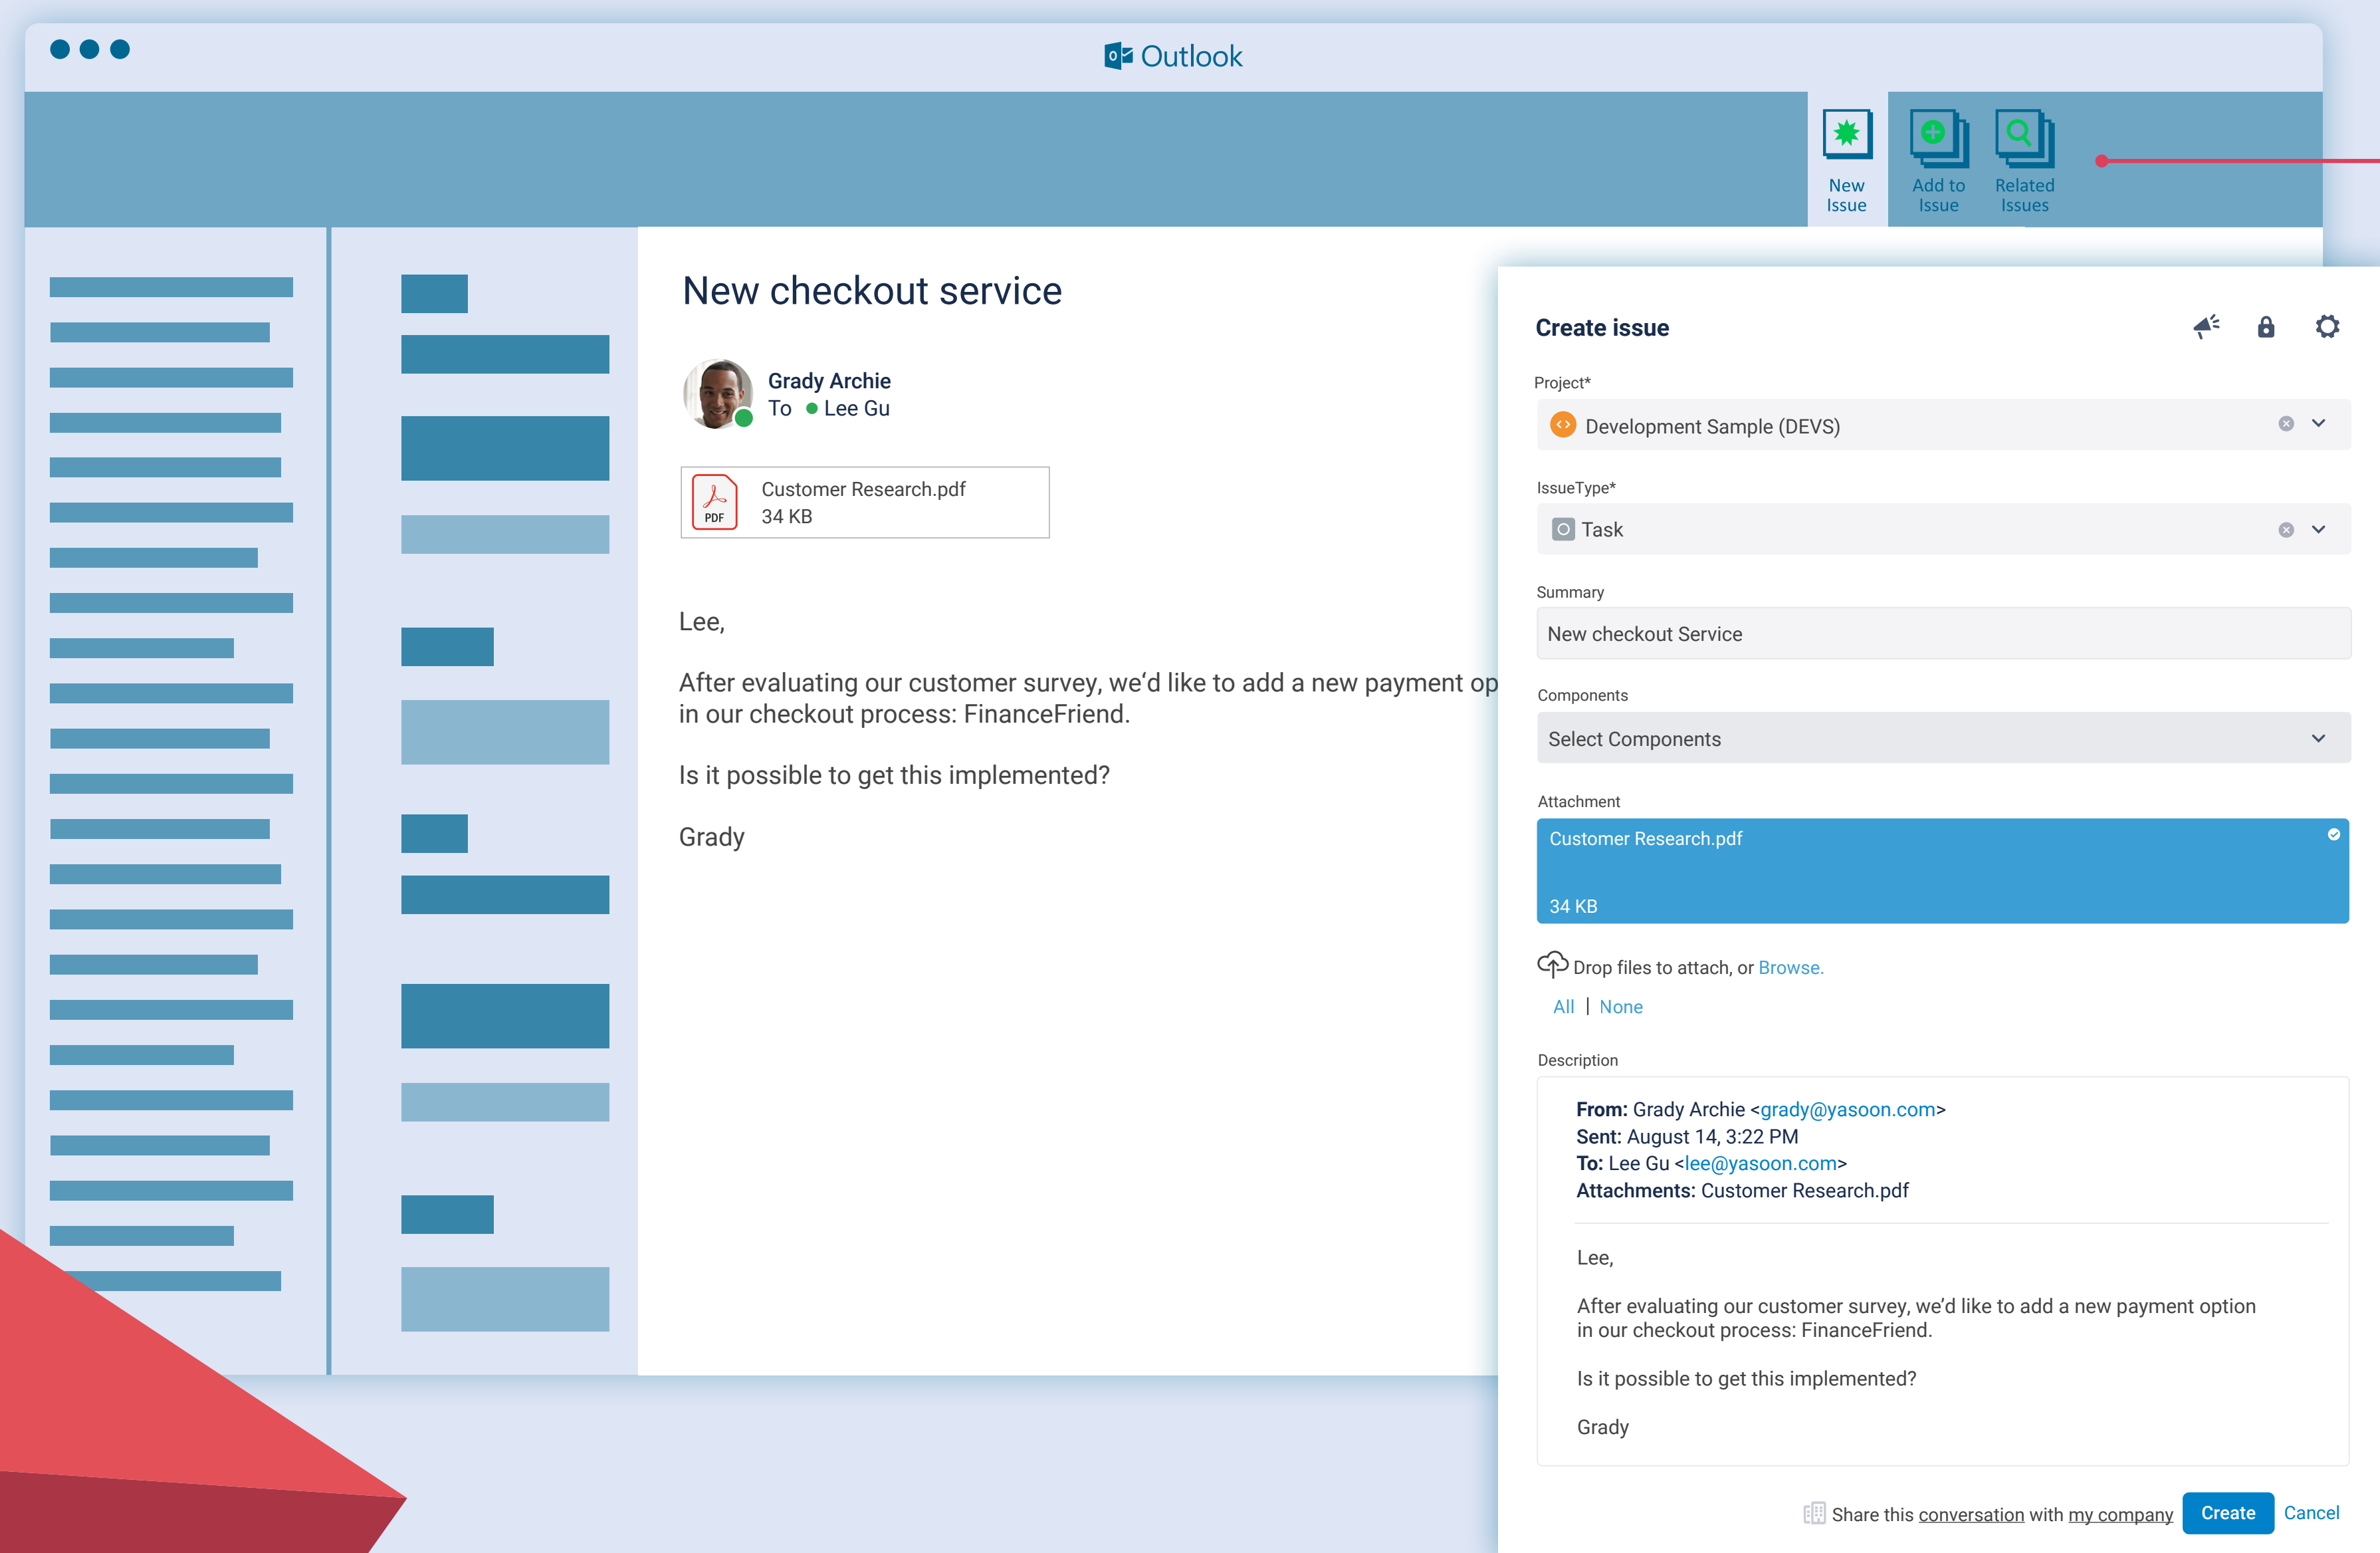 Outlook
New
Issue
Add to
Issue
Related
Issues
New checkout service
Grady Archie
To Lee Gu
PDF
Customer Research.pdf
34 KB
Lee,
After evaluating our customer survey, we‘d like to add a new payment op
in our checkout process: FinanceFriend.
Is it possible to get this implemented?
Grady
Create issue
Project*
Development Sample (DEVS)
IssueType*
Task
Summary
New checkout Service
Components
Select Components
Attachment
Customer Research.pdf
34 KB
Drop files to attach, or Browse.
All | None
Description
From: Grady Archie <grady@yasoon.com>
Sent: August 14, 3:22 PM
To: Lee Gu <lee@yasoon.com>
Attachments: Customer Research.pdf
Lee,
After evaluating our customer survey, we’d like to add a new payment option
in our checkout process: FinanceFriend.
Is it possible to get this implemented?
Grady
Share this conversation with my company
Create
Cancel